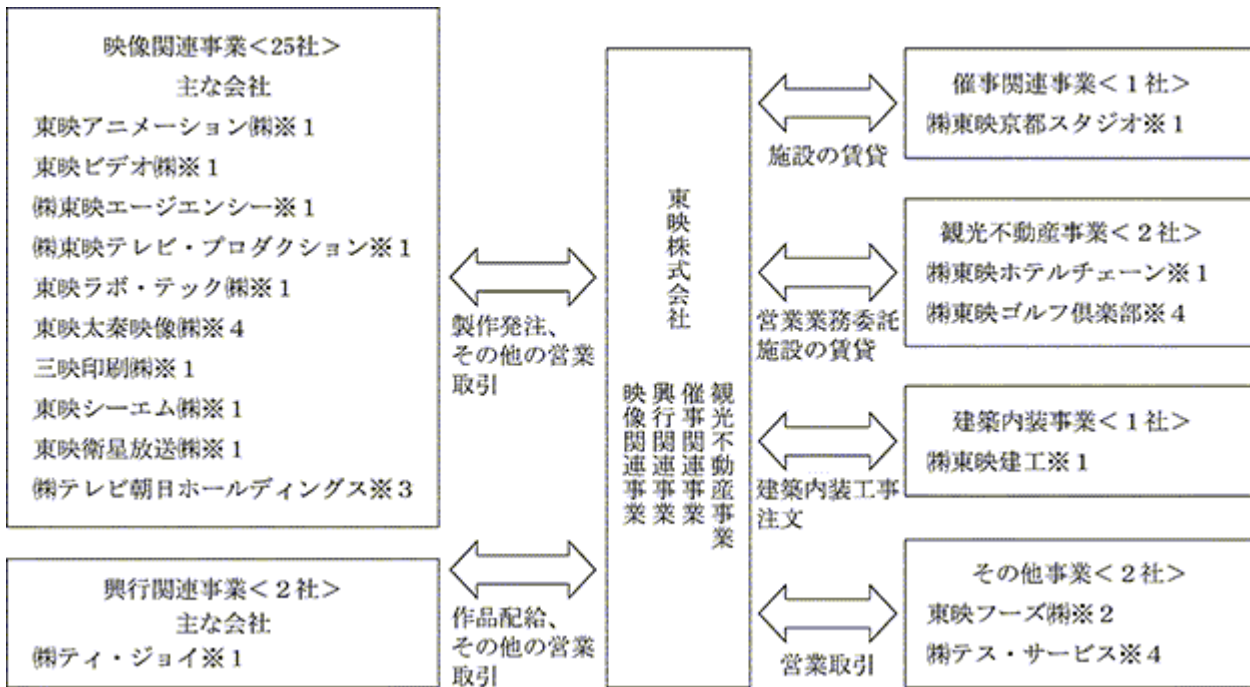 映像関連事業＜25社＞
主な会社
東映アニメーション㈱※１
東映ビデオ㈱※１
㈱東映エージエンシー※１
㈱東映テレビ・プロダクション※１
東映ラボ・テック㈱※１
東映太秦映像㈱※４
三映印刷㈱※１
東映シーエム㈱※１
東映衛星放送㈱※１
㈱テレビ朝日ホールディングス※３
興行関連事業＜２社＞
主な会社
㈱ティ・ジョイ※１
製作発注、
その他の営業
取引
作品配給、
その他の営業
取引
東映株式会社
観光不動産事業
催事関連事業
興行関連事業
映像関連事業
施設の賃貸
営業業務委託
施設の賃貸
建築内装工事
注文
営業取引
催事関連事業＜１社＞
㈱東映京都スタジオ※１
観光不動産事業＜２社＞
㈱東映ホテルチェーン※１
㈱東映ゴルフ倶楽部※４
建築内装事業＜１社＞
㈱東映建工※１
その他事業＜２社＞
東映フーズ㈱※２
㈱テス・サービス※４